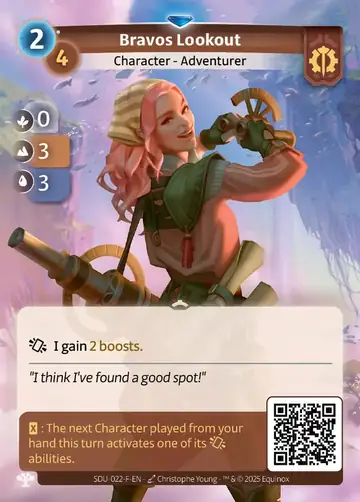 2
4
Bravos Lookout
Character - Adventurer
0
3
3
I gain 2 boosts.
"I think I've found a good spot!"
X : The next Character played from your
hand this turn activates one of its
abilities.
SDU-022-F-EN - Christophe Young - ™ & © 2025 Equinox